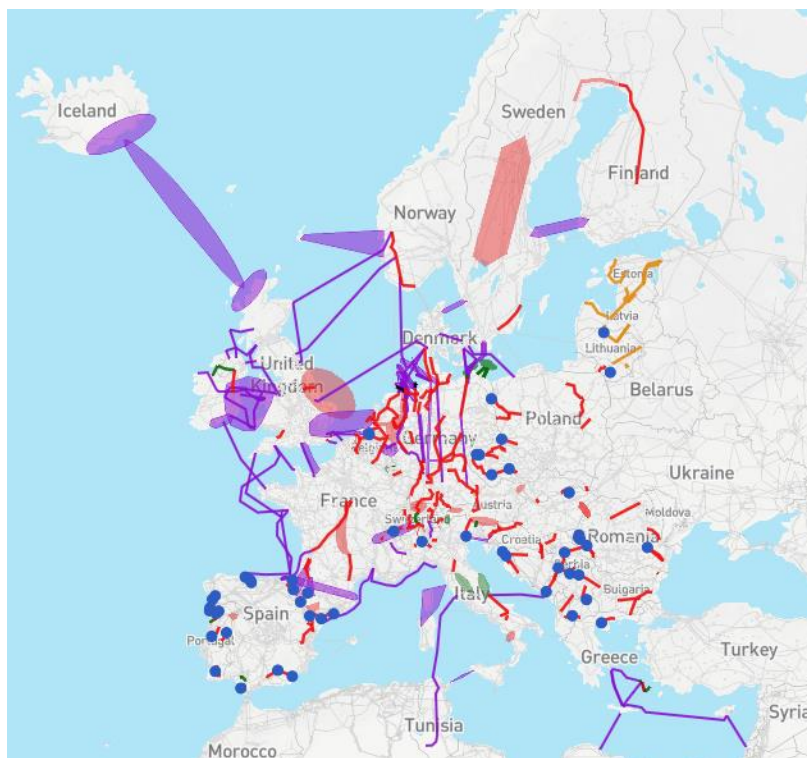 Iceland
Sweden
Finland
Norway
Estonia
Latvia
Denmark
Lithuania
United
Kingdom
Belarus
Poland
Germany
Belgium
Ukraine
France
Austria
Switzerland
Moldova
Croatia
Romania
Serbia
Bulgaria
Italy
Spain
Portugal
Greece
Turkey
Tunisia
Syria
Morocco